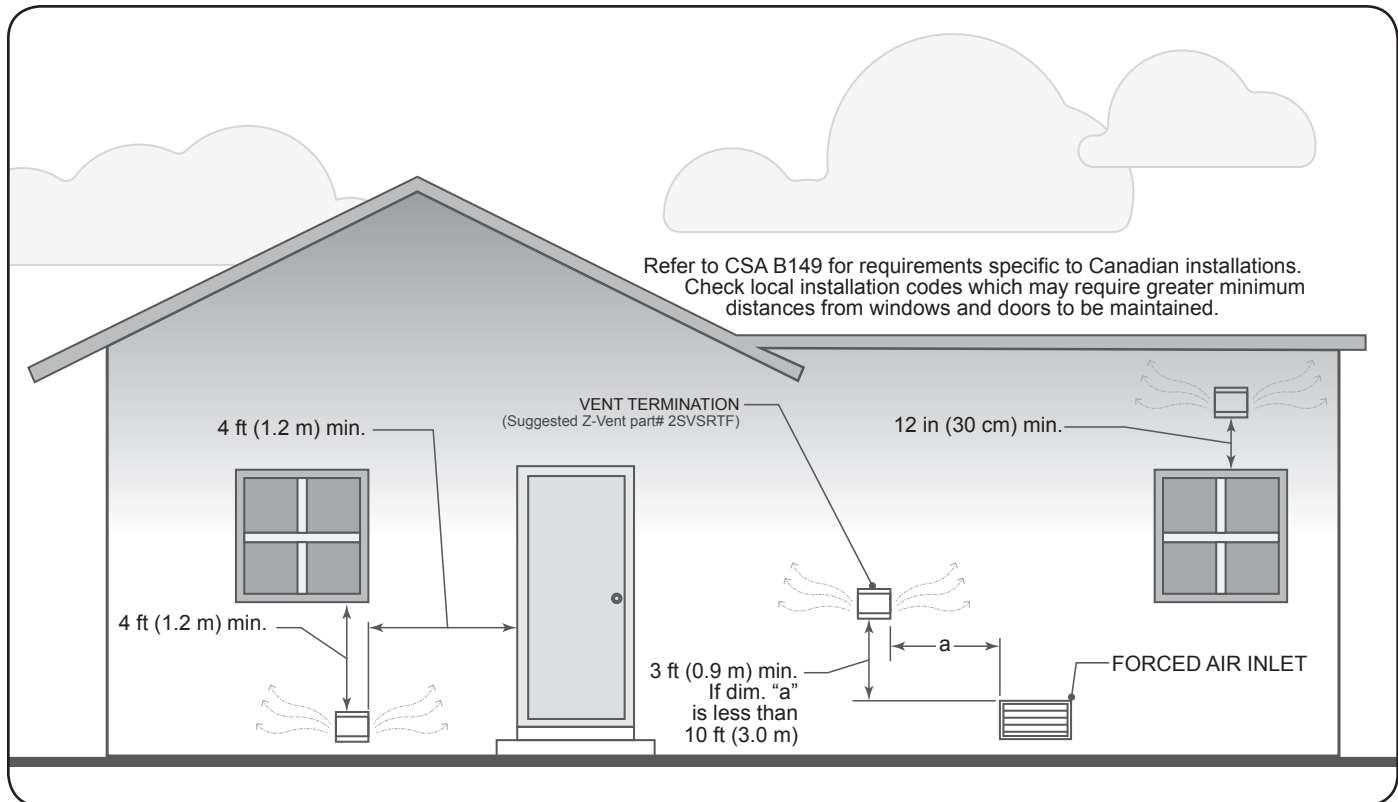 Refer to CSA B149 for requirements specific to Canadian installations.
Check local installation codes which may require greater minimum
distances from windows and doors to be maintained.
VENT TERMINATION
(Suggested Z-Vent part# 2SVSRTF)
4 ft (1.2 m) min.
12 in (30 cm) min.
4 ft (1.2 m) min.
a
3 ft (0.9 m) min.
If dim. “a”
is less than
10 ft (3.0 m)
FORCED AIR INLET